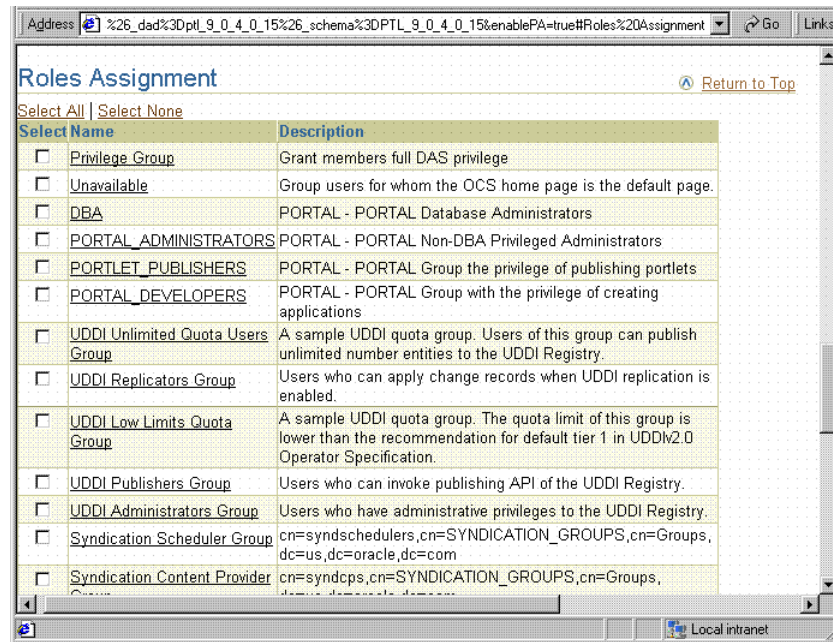 Address %26_dad%3Dptl_9_0_4_0_15%26_schema%3DPTL_9_0_4_0_15&enablePA=true#Roles%20Assignment Go Links
Roles Assignment
Return to Top
Select All | Select None
Select Name Description
Privilege Group Grant members full DAS privilege
Unavailable Group users for whom the OCS home page is the default page.
DBA PORTAL - PORTAL Database Administrators
PORTAL_ADMINISTRATORS PORTAL - PORTAL Non-DBA Privileged Administrators
PORTLET_PUBLISHERS PORTAL - PORTAL Group the privilege of publishing portlets
PORTAL_DEVELOPERS PORTAL - PORTAL Group with the privilege of creating
applications
UDDI Unlimited Quota Users A sample UDDI quota group. Users of this group can publish
Group unlimited number entities to the UDDI Registry.
UDDI Replicators Group Users who can apply change records when UDDI replication is
enabled.
UDDI Low Limits Quota A sample UDDI quota group. The quota limit of this group is
Group lower than the recommendation for default tier 1 in UDDIv2.0
Operator Specification.
UDDI Publishers Group Users who can invoke publishing API of the UDDI Registry.
UDDI Administrators Group Users who have administrative privileges to the UDDI Registry.
Syndication Scheduler Group cn=syndschedulers,cn=SYNDICATION_GROUPS,cn=Groups,
dc=us,dc=oracle,dc=com
Syndication Content Provider cn=syndcps,cn=SYNDICATION_GROUPS,cn=Groups,
Local intranet